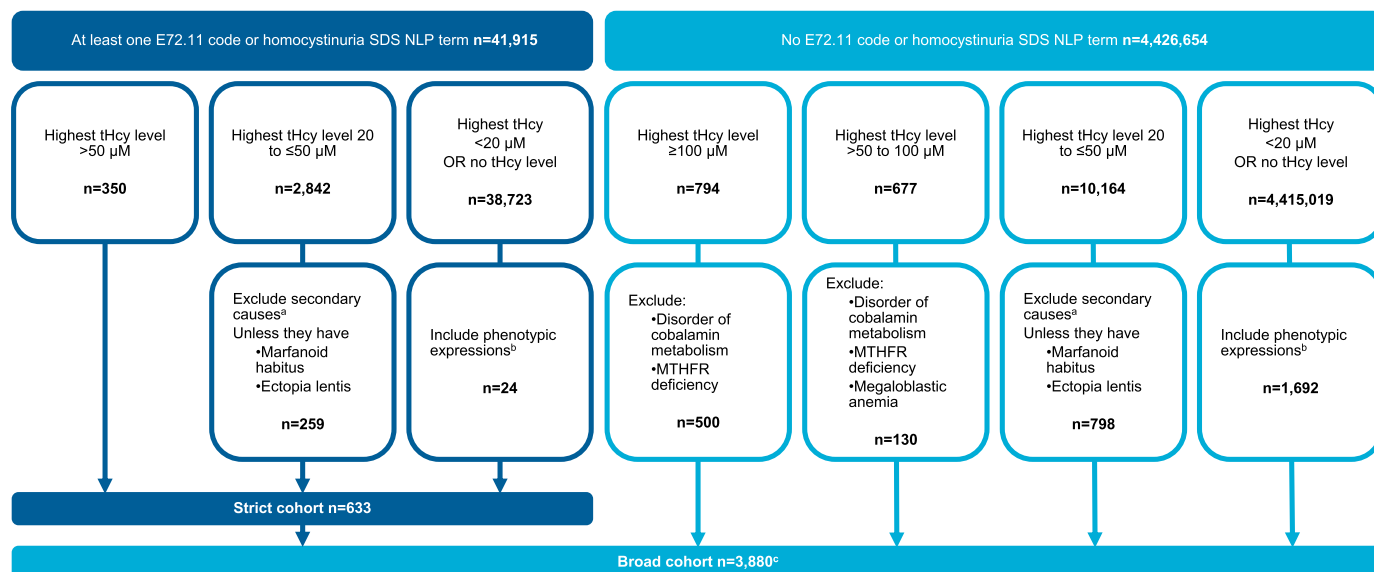 At least one E72.11 code or homocystinuria SDS NLP term n=41,915
No E72.11 code or homocystinuria SDS NLP term n=4,426,654
Highest tHcy level
>50 μM
n=350
Highest tHcy level 20
to ≤50 μM
n=2,842
Highest tHcy
<20 μM
OR no tHcy level
n=38,723
Highest tHcy level
≥100 μM
n=794
Highest tHcy level
>50 to 100 μM
n=677
Highest tHcy level 20
to ≤50 μM
n=10,164
Highest tHcy
<20 μM
OR no tHcy level
n=4,415,019
Exclude secondary
causesᵃ
Unless they have
•Marfanoid
habitus
•Ectopia lentis
n=259
Include phenotypic
expressionsᵇ
n=24
Exclude:
•Disorder of
cobalamin
metabolism
•MTHFR
deficiency
n=500
Exclude:
•Disorder of
cobalamin
metabolism
•MTHFR
deficiency
•Megaloblastic
anemia
n=130
Exclude secondary
causesᵃ
Unless they have
•Marfanoid
habitus
•Ectopia lentis
n=798
Include phenotypic
expressionsᵇ
n=1,692
Strict cohort n=633
Broad cohort n=3,880ᶜ